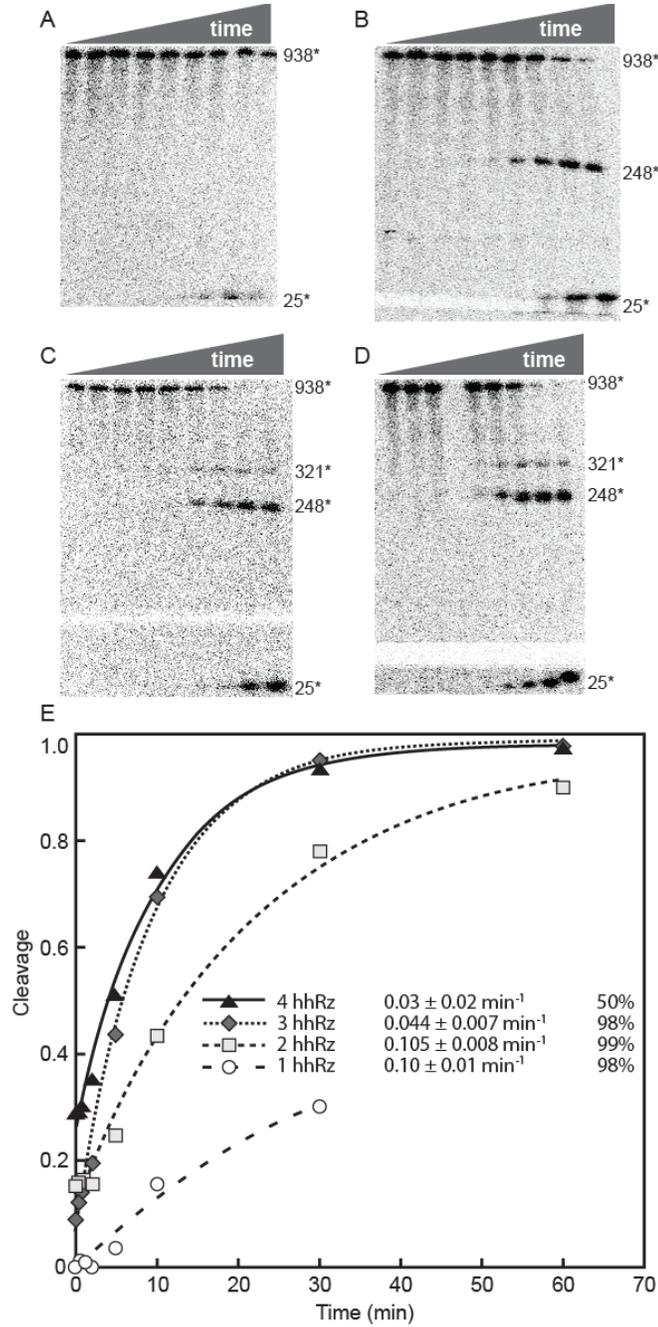 A
time
938*
25*
B
time
938*
248*
25*
C
time
938*
321*
248*
25*
D
time
938*
321*
248*
25*
E
Cleavage
1.0
0.8
0.6
0.4
0.2
0
4 hhRz 0.03 ± 0.02 min-1 50%
3 hhRz 0.044 ± 0.007 min-1 98%
2 hhRz 0.105 ± 0.008 min-1 99%
1 hhRz 0.10 ± 0.01 min-1 98%
0 10 20 30 40 50 60 70
Time (min)